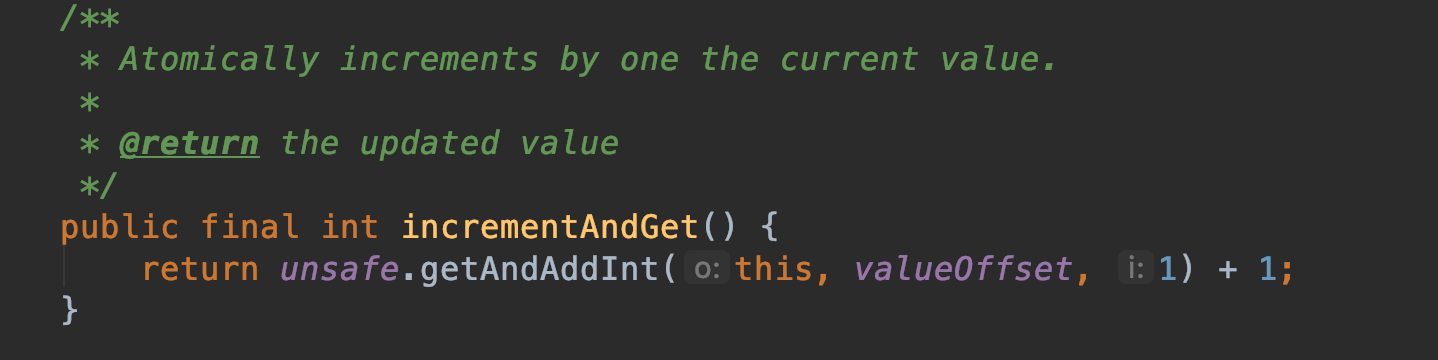 /**
 * Atomically increments by one the current value.
 *
 * @return the updated value
 */
public final int incrementAndGet() {
    return unsafe.getAndAddInt( o: this, valueOffset, i: 1) + 1;
}